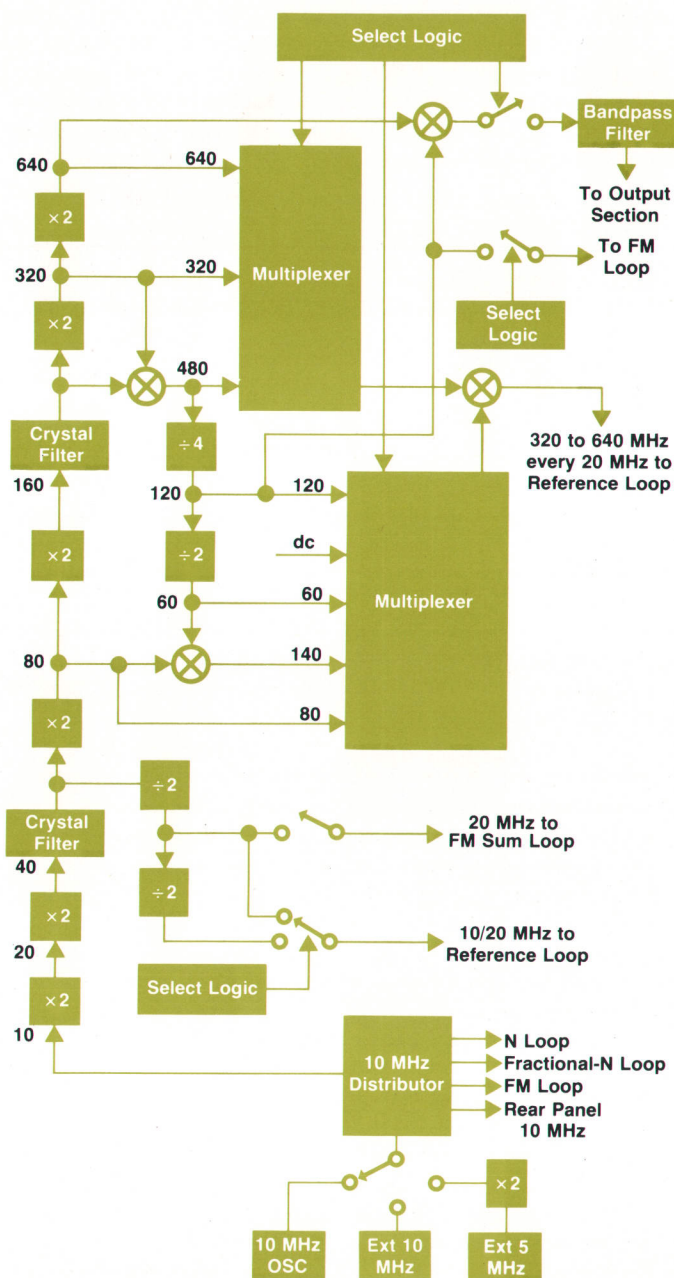 Select Logic
Bandpass
Filter
640
640
To Output
Section
×2
320
320
Multiplexer
To FM
Loop
×2
Select
Logic
480
Crystal
Filter
÷4
320 to 640 MHz
every 20 MHz to
Reference Loop
160
120
120
×2
÷2
dc
60
60
Multiplexer
80
140
80
×2
÷2
Crystal
Filter
20 MHz to
FM Sum Loop
40
÷2
×2
20
10/20 MHz to
Reference Loop
Select Logic
×2
10
10 MHz
Distributor
N Loop
Fractional-N Loop
FM Loop
Rear Panel
10 MHz
×2
10 MHz
OSC
Ext 10
MHz
Ext 5
MHz